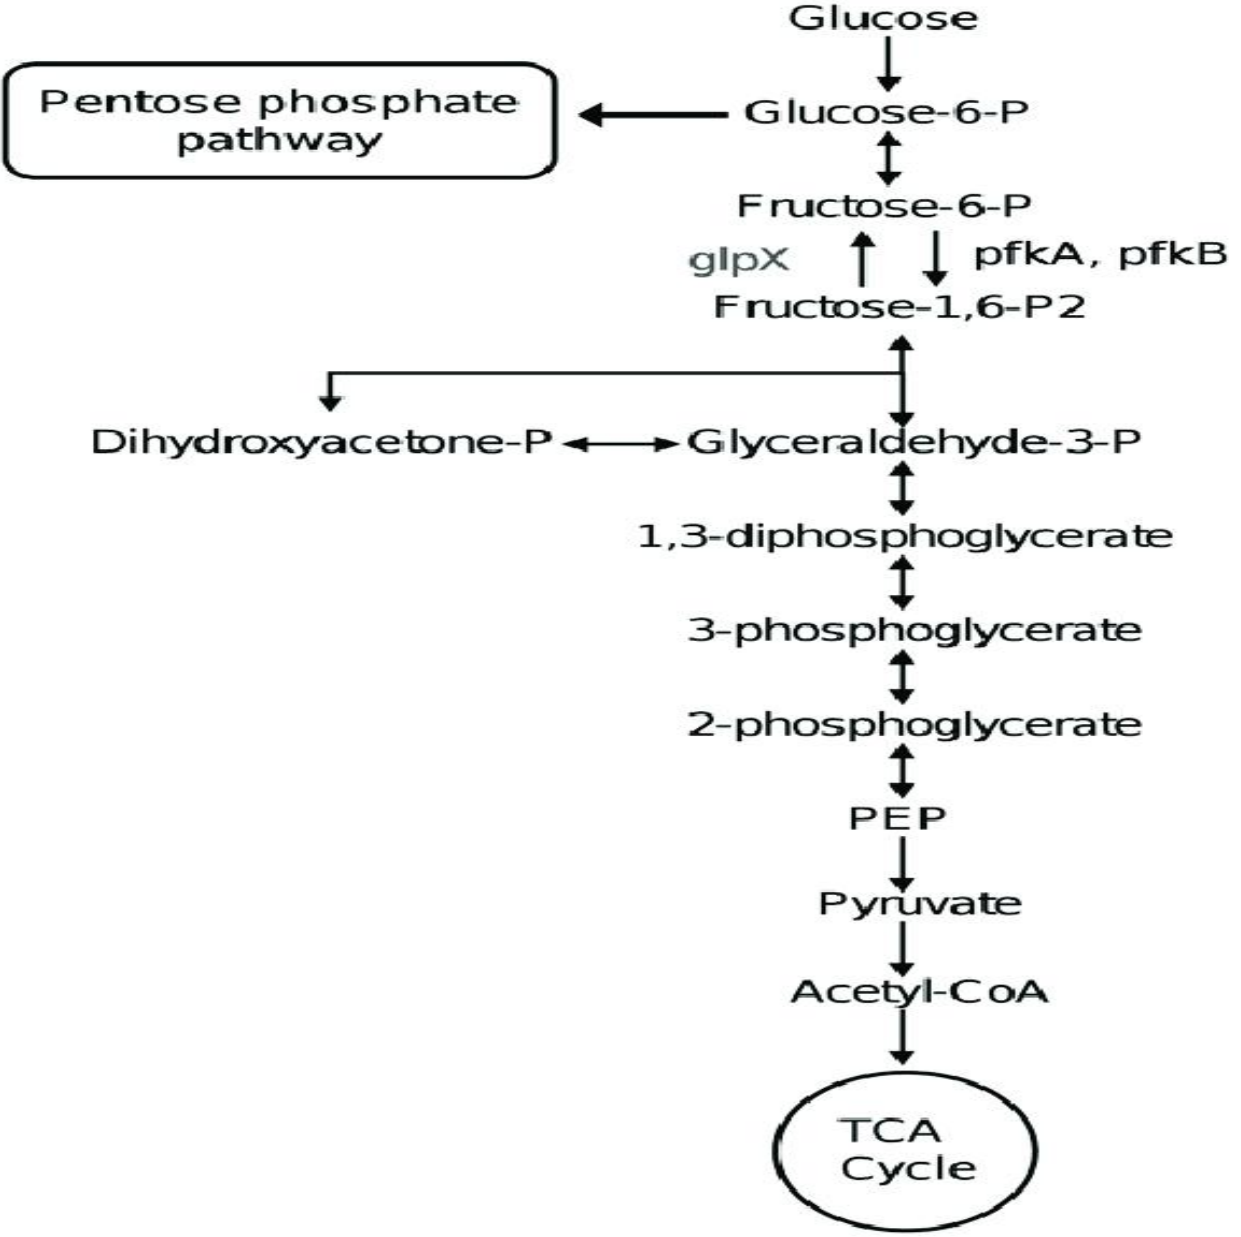 Glucose
Pentose phosphate
pathway
Glucose-6-P
Fructose-6-P
glpX
pfkA, pfkB
Fructose-1,6-P2
Dihydroxyacetone-P
Glyceraldehyde-3-P
1,3-diphosphoglycerate
3-phosphoglycerate
2-phosphoglycerate
PEP
Pyruvate
Acetyl-CoA
TCA
Cycle